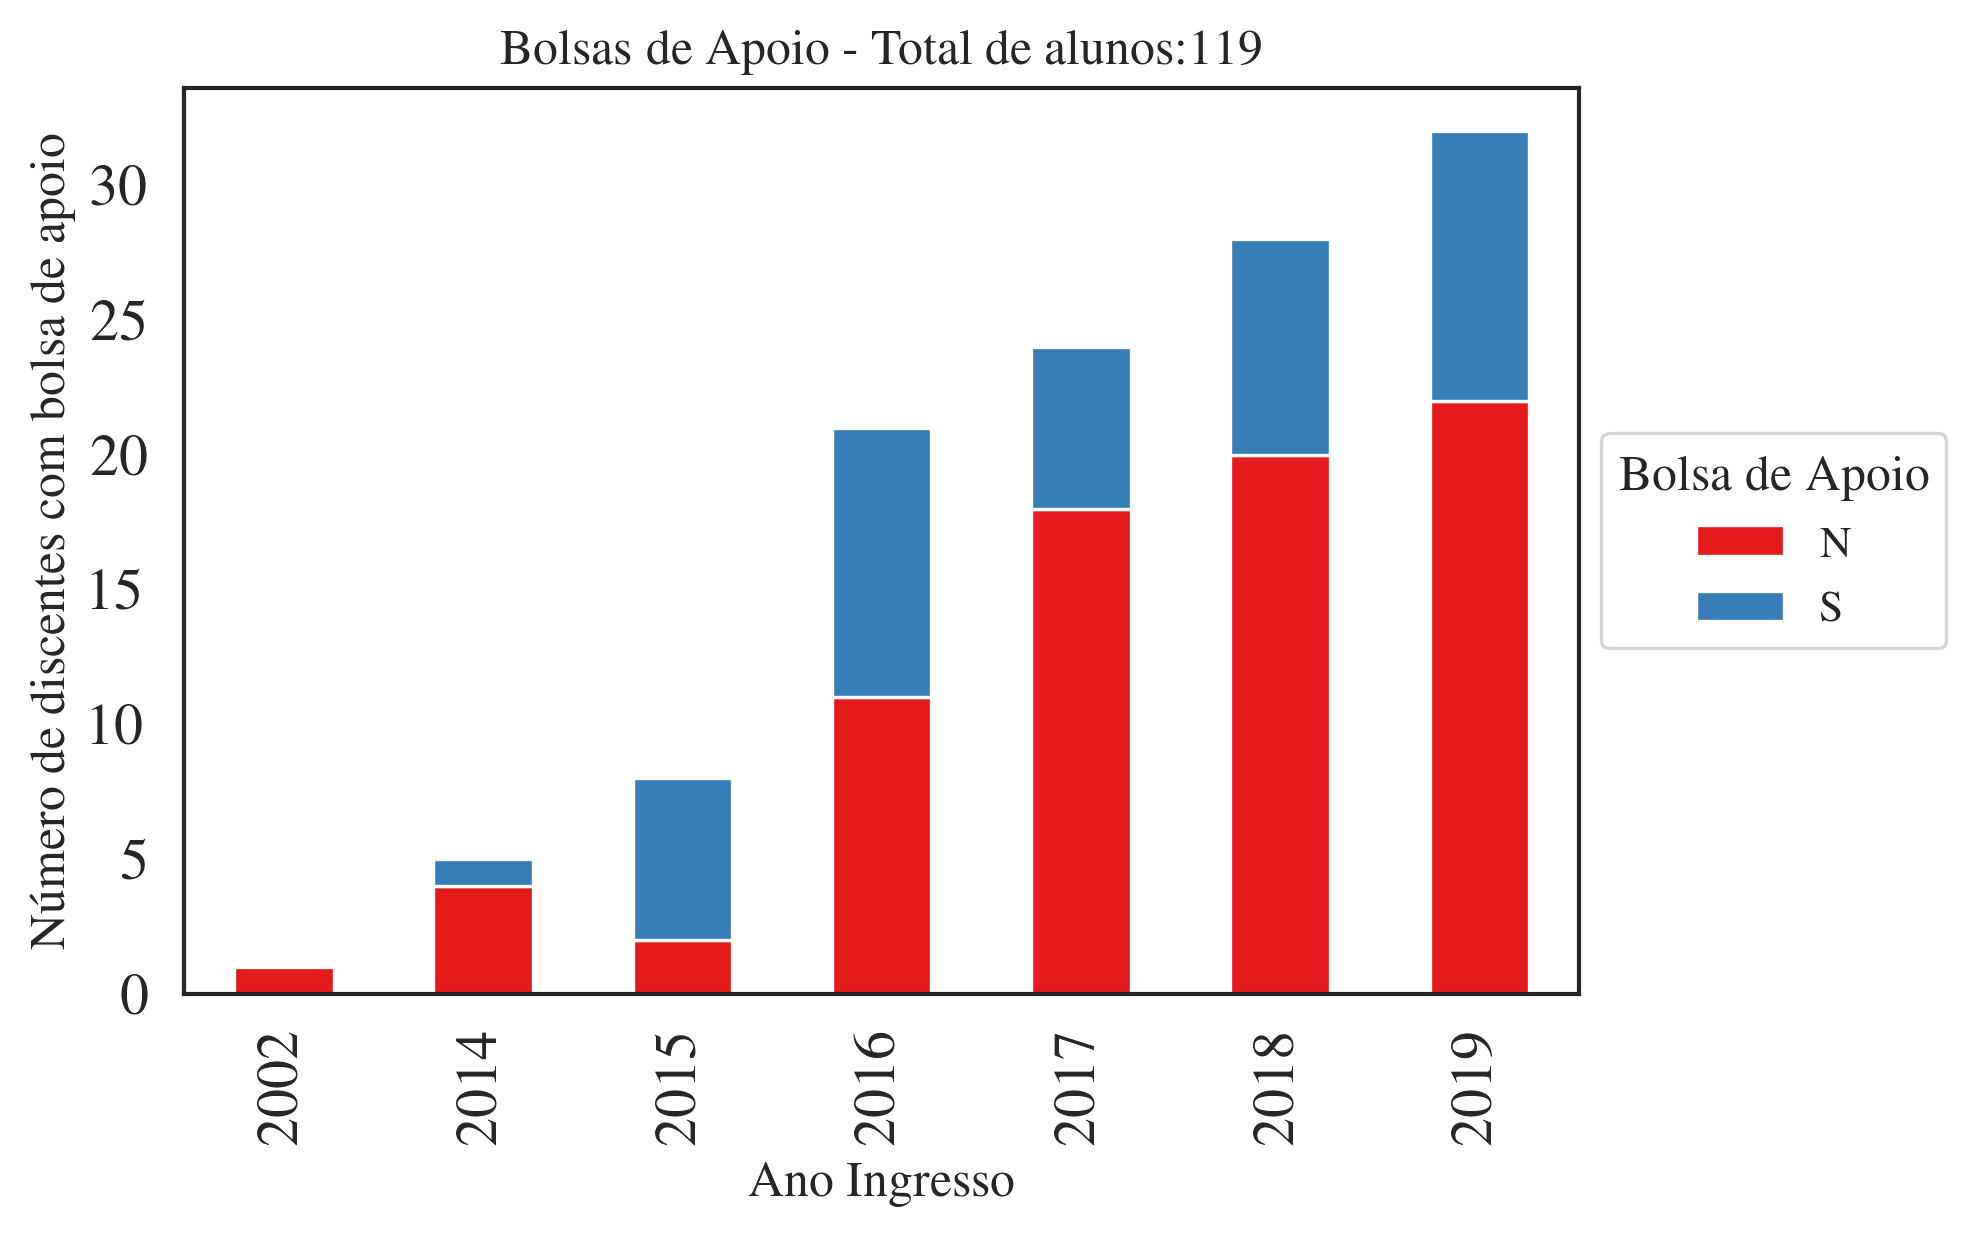 Bolsas de Apoio - Total de alunos:119
Número de discentes com bolsa de apoio
30
25
20
15
10
5
0
2002
2014
2015
2016
2017
2018
2019
Ano Ingresso
Bolsa de Apoio
N
S